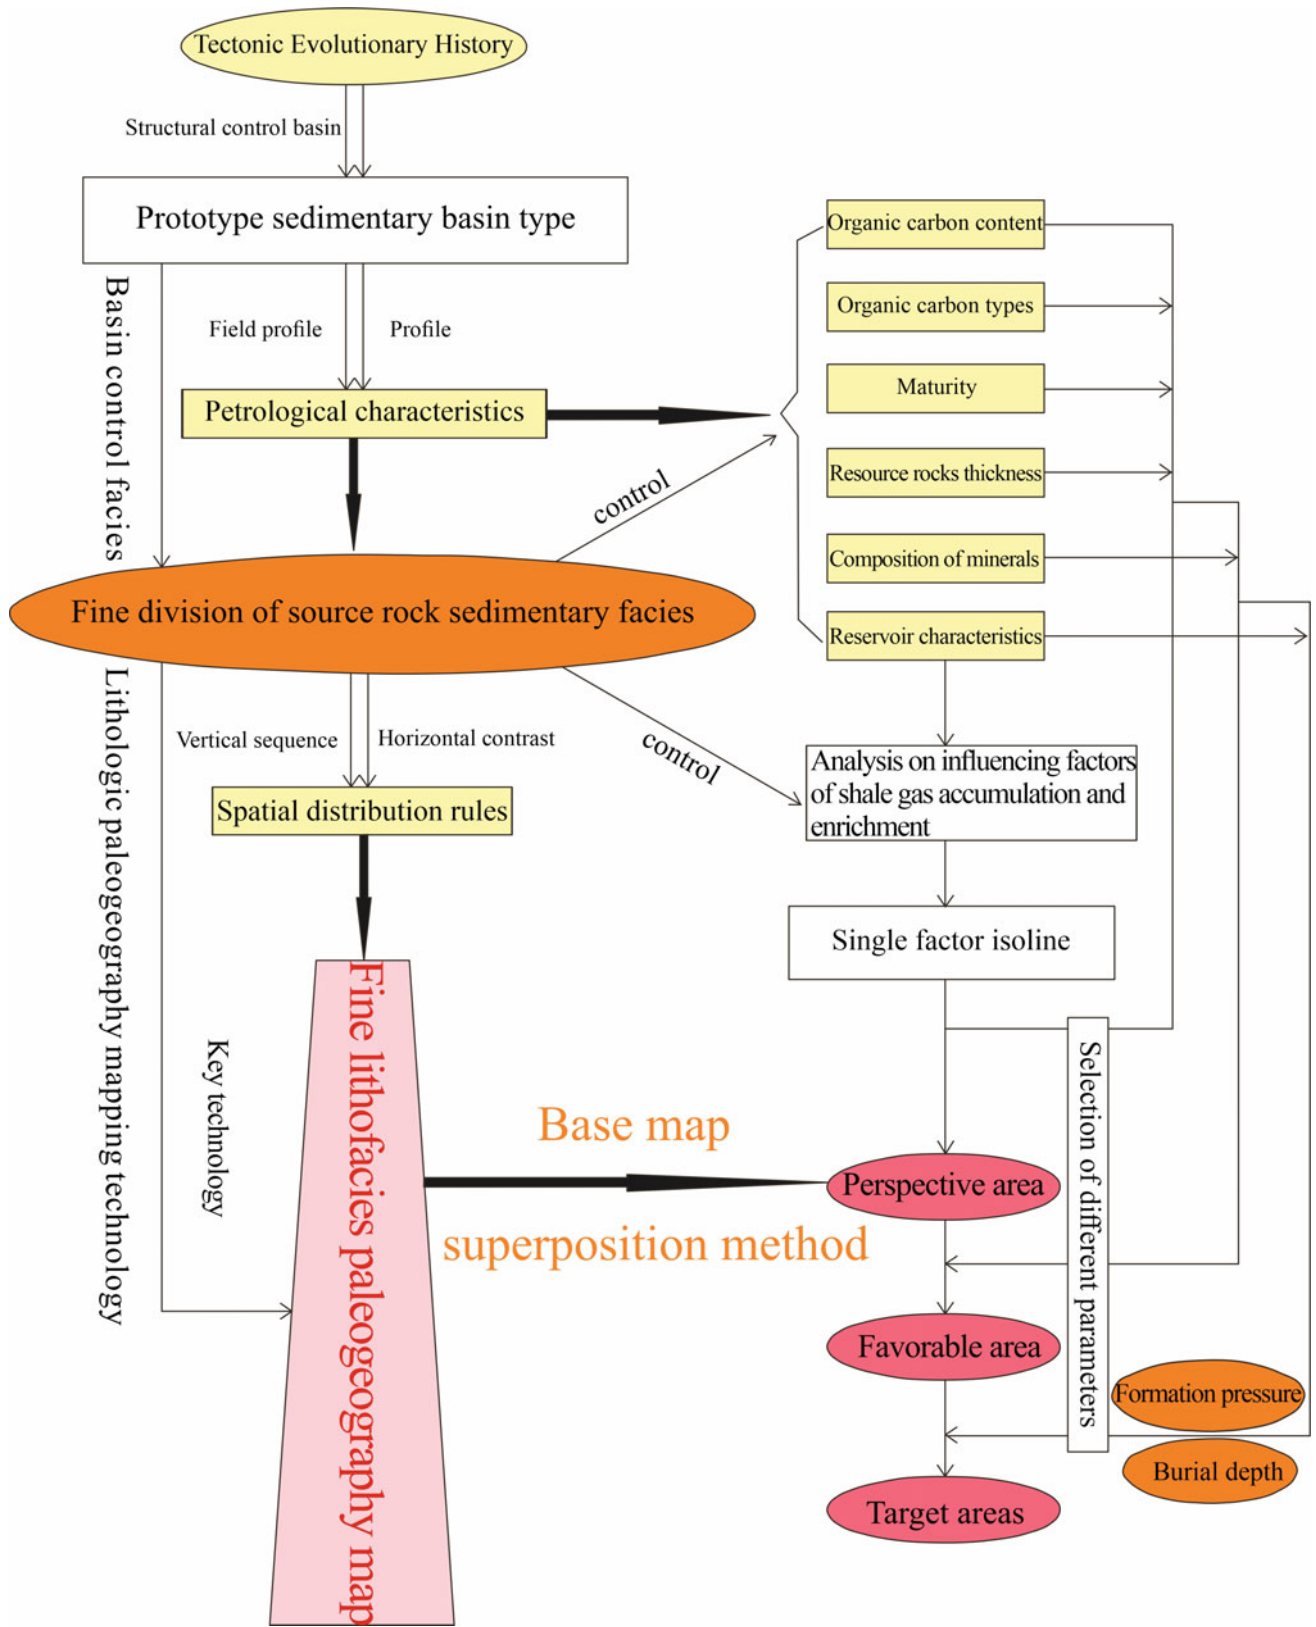 Tectonic Evolutionary History
Structural control basin
Prototype sedimentary basin type
Basin control facies
Field profile
Profile
Petrological characteristics
control
Fine division of source rock sedimentary facies
Lithologic paleogeography mapping technology
Vertical sequence
Horizontal contrast
control
Spatial distribution rules
Key technology
Fine lithofacies paleogeography map
Base map
superposition method
Organic carbon content
Organic carbon types
Maturity
Resource rocks thickness
Composition of minerals
Reservoir characteristics
Analysis on influencing factors
of shale gas accumulation and
enrichment
Single factor isoline
Selection of different parameters
Perspective area
Favorable area
Formation pressure
Burial depth
Target areas